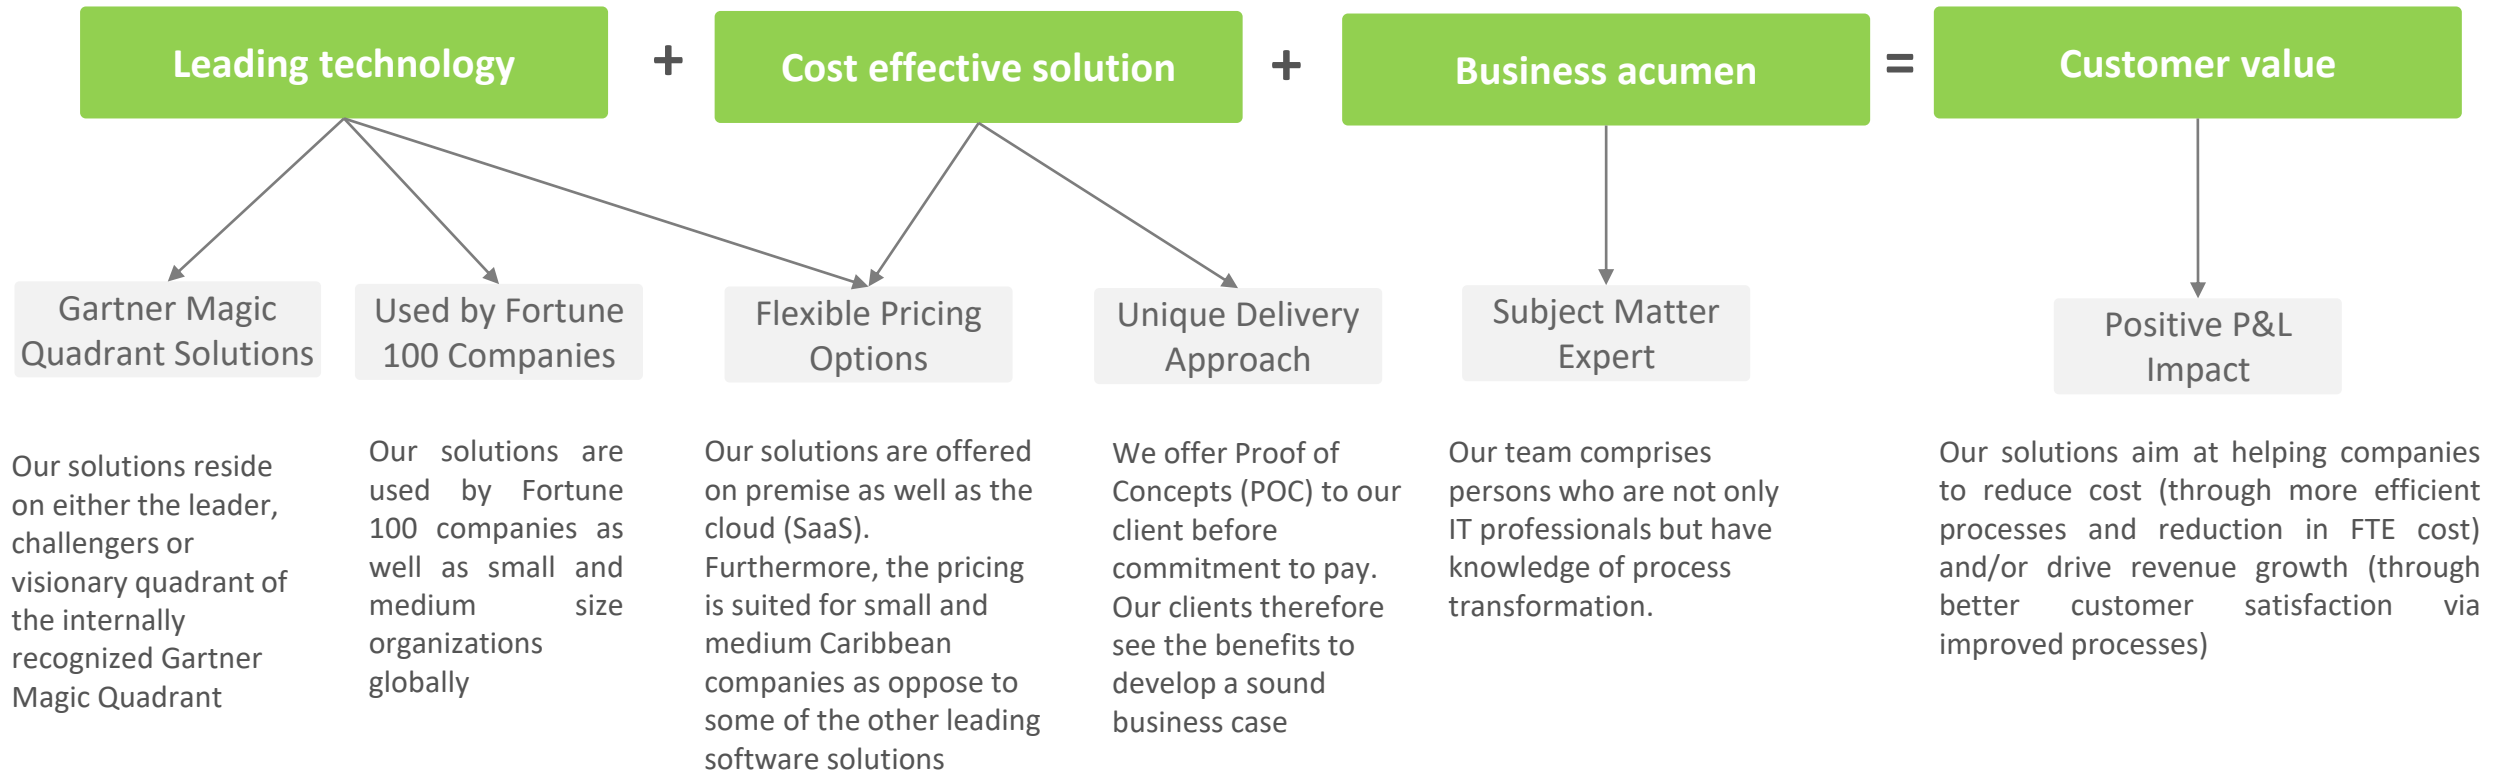 Leading technology
+
Cost effective solution
+
Business acumen
=
Customer value
Gartner Magic
Quadrant Solutions
Used by Fortune
100 Companies
Flexible Pricing
Options
Unique Delivery
Approach
Subject Matter
Expert
Positive P&L
Impact
Our solutions reside
on either the leader,
challengers or
visionary quadrant of
the internally
recognized Gartner
Magic Quadrant
Our solutions are
used by Fortune
100 companies as
well as small and
medium size
organizations
globally
Our solutions are offered
on premise as well as the
cloud (SaaS).
Furthermore, the pricing
is suited for small and
medium Caribbean
companies as oppose to
some of the other leading
software solutions
We offer Proof of
Concepts (POC) to our
client before
commitment to pay.
Our clients therefore
see the benefits to
develop a sound
business case
Our team comprises
persons who are not only
IT professionals but have
knowledge of process
transformation.
Our solutions aim at helping companies
to reduce cost (through more efficient
processes and reduction in FTE cost)
and/or drive revenue growth (through
better customer satisfaction via
improved processes)